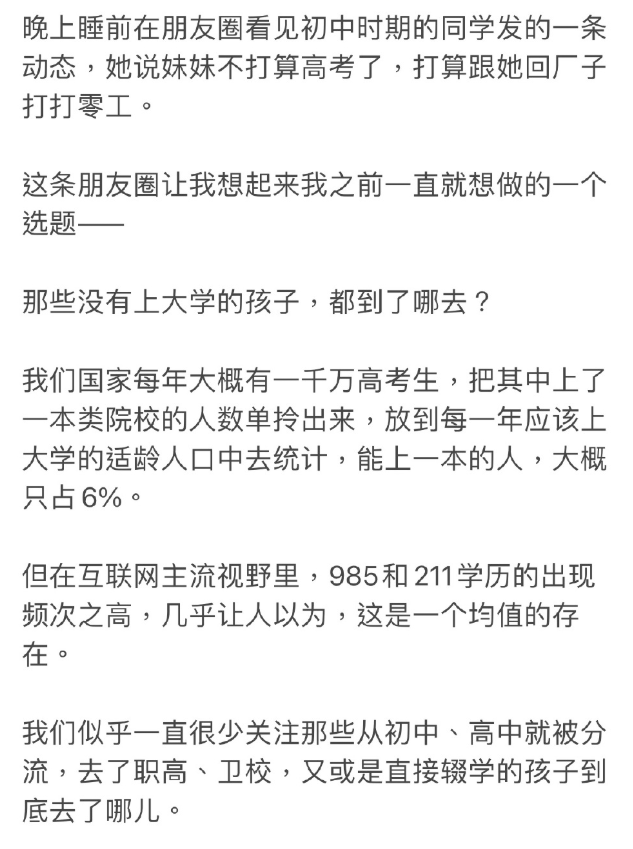 晚上睡前在朋友圈看见初中时期的同学发的一条
动态，她说妹妹不打算高考了，打算跟她回厂子
打打零工。
这条朋友圈让我想起来我之前一直就想做的一个
选题——
那些没有上大学的孩子，都到了哪去？
我们国家每年大概有一千万高考生，把其中上了
一本类院校的人数单拎出来，放到每一年应该上
大学的适龄人口中去统计，能上一本的人，大概
只占6%。
但在互联网主流视野里，985和211学历的出现
频次之高，几乎让人以为，这是一个均值的存
在。
我们似乎一直很少关注那些从初中、高中就被分
流，去了职高、卫校，又或是直接辍学的孩子到
底去了哪儿。